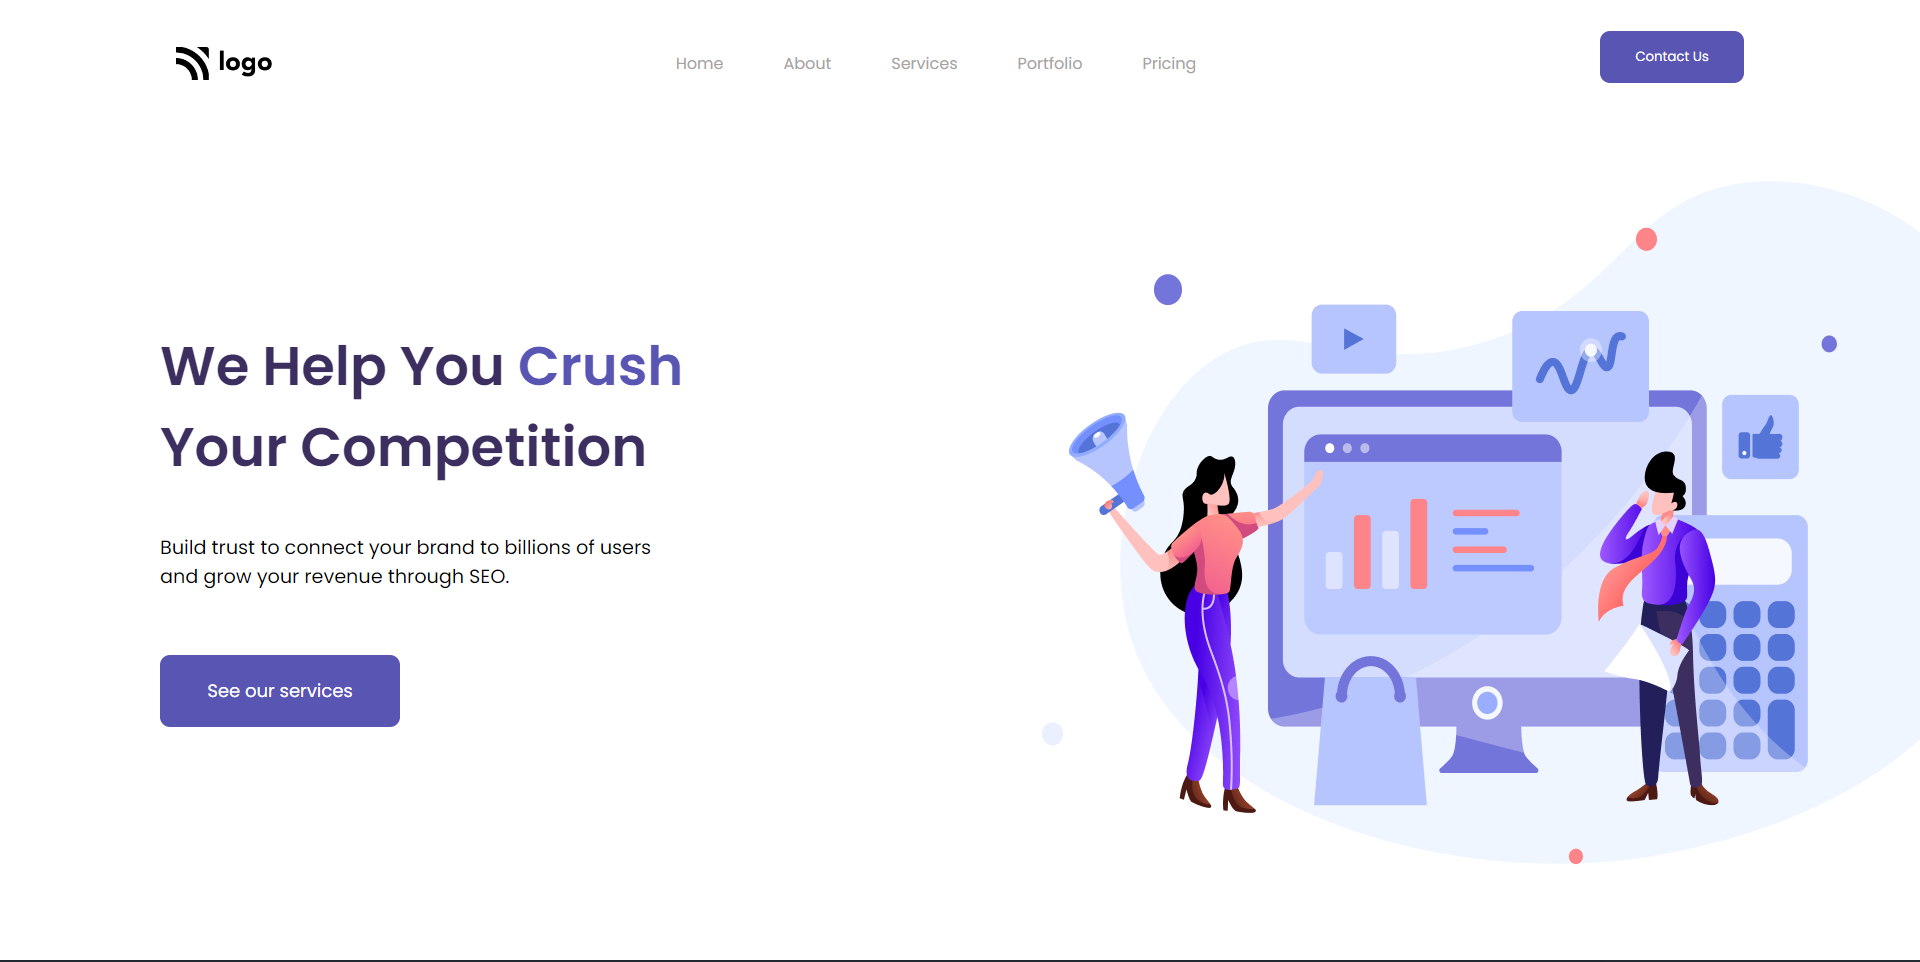 logo
Home
About
Services
Portfolio
Pricing
Contact Us
We Help You Crush
Your Competition
Build trust to connect your brand to billions of users
and grow your revenue through SEO.
See our services